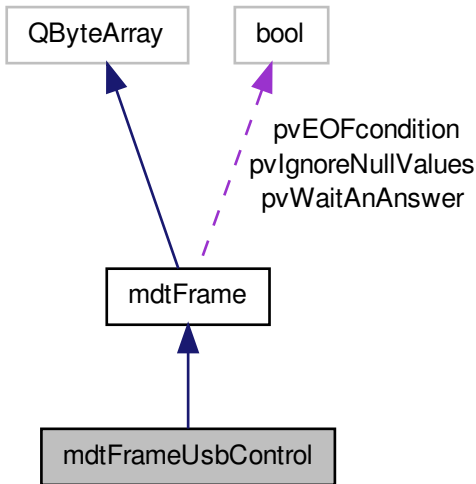 QByteArray
bool
pvEOFcondition
pvIgnoreNullValues
pvWaitAnAnswer
mdtFrame
mdtFrameUsbControl